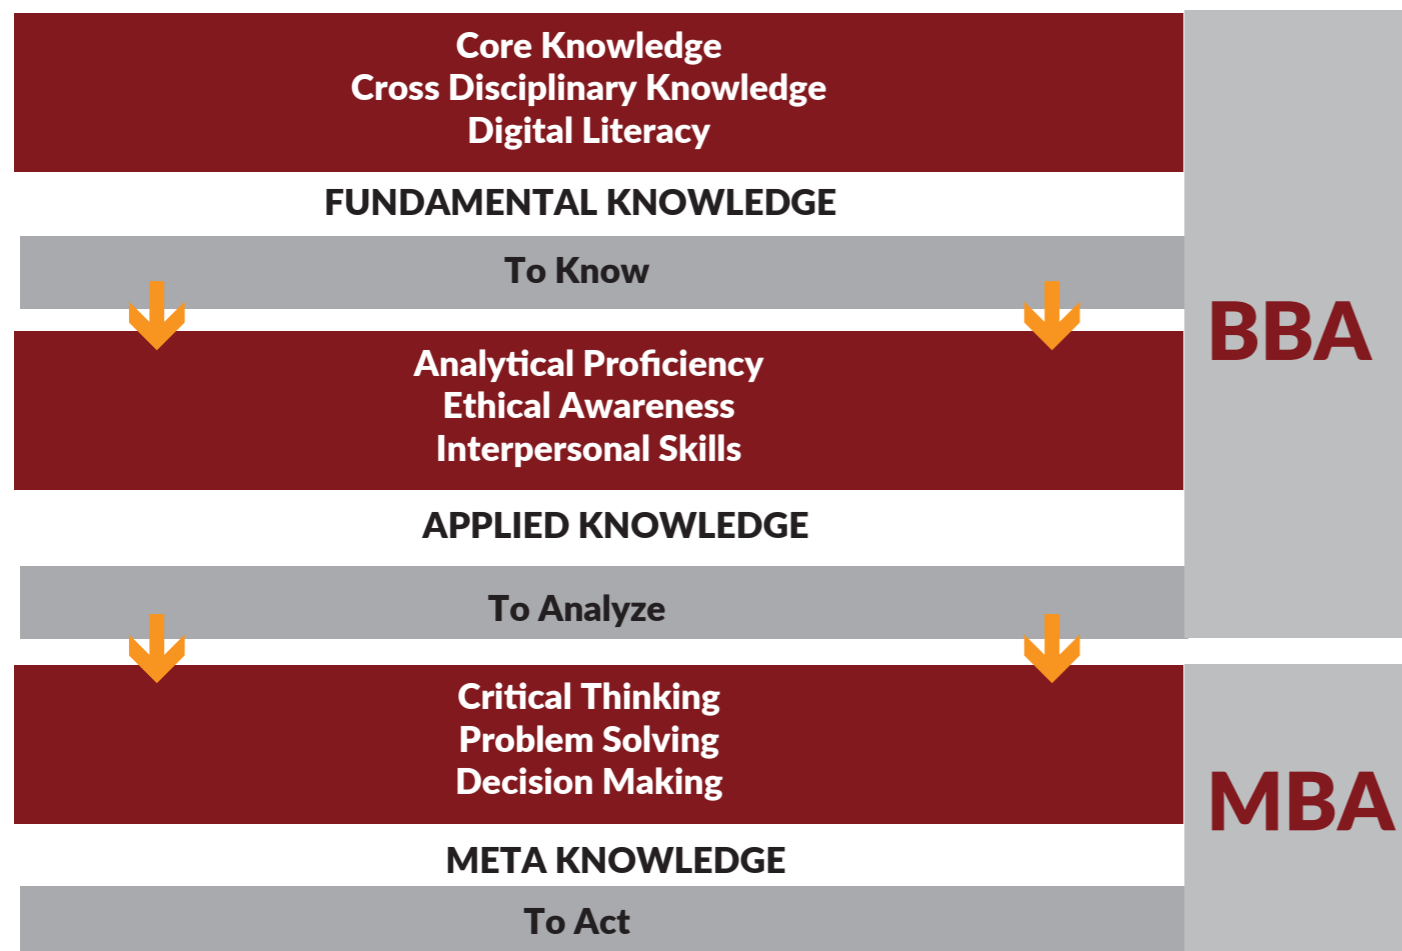 Core Knowledge
Cross Disciplinary Knowledge
Digital Literacy
FUNDAMENTAL KNOWLEDGE
To Know
BBA
Analytical Proficiency
Ethical Awareness
Interpersonal Skills
APPLIED KNOWLEDGE
To Analyze
Critical Thinking
Problem Solving
Decision Making
MBA
META KNOWLEDGE
To Act